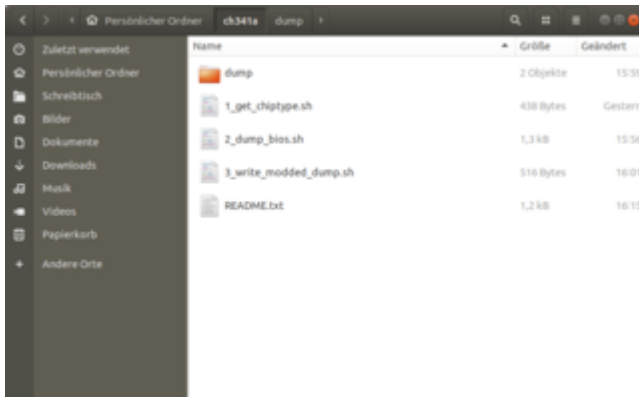 Persönlicher Ordner ch341a dump
Zuletzt verwendet
Persönlicher Ordner
Schreibtisch
Bilder
Dokumente
Downloads
Musik
Videos
Papierkorb
Andere Orte
Name Größe Geändert
dump 2 Objekte
1_get_chiptype.sh 438 Bytes Gestern
2_dump_bios.sh 1,3 kB 15:56
3_write_modded_dump.sh 516 Bytes 16:01
README.txt 1,2 kB 16:15